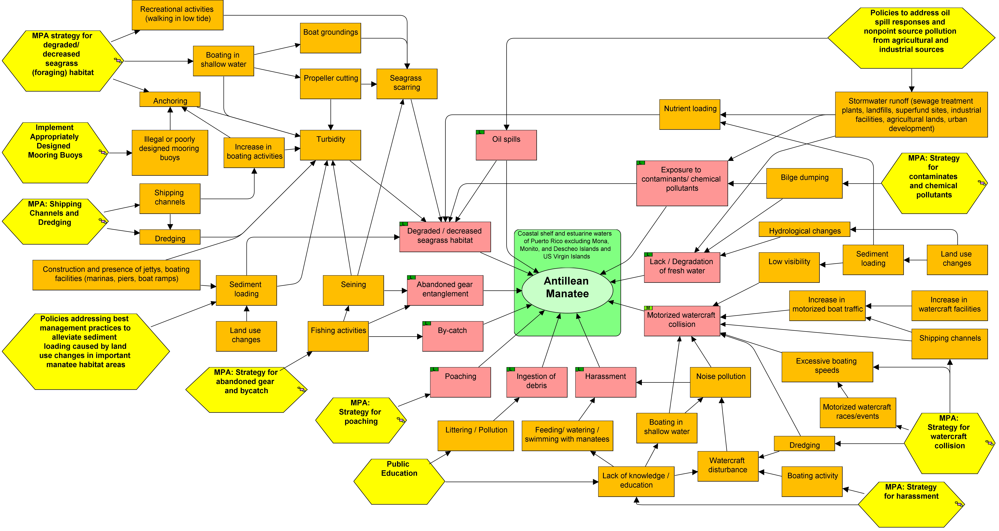 Recreational activities
(walking in low tide)
Policies to address oil
spill responses and
nonpoint source pollution
from agricultural and
industrial sources
MPA strategy for
degraded/
decreased
seagrass
(foraging) habitat
Boat groundings
Boating in
shallow water
Propeller cutting
Seagrass
scarring
Anchoring
Nutrient loading
Stormwater runoff (sewage treatment
plants, landfills, superfund sites, industrial
facilities, agricultural lands, urban
development)
Implement
Appropriately
Designed
Mooring Buoys
Illegal or poorly
designed mooring
buoys
Increase in
boating activities
Turbidity
L
Oil spills
L
Exposure to
contaminants/ chemical
pollutants
Bilge dumping
MPA: Strategy
for
contaminates
and chemical
pollutants
Shipping
channels
MPA: Shipping
Channels and
Dredging
Dredging
L
Degraded / decreased
seagrass habitat
Coastal shelf and estuarine waters
of Puerto Rico excluding Mona,
Monito, and Descheo Islands and
US Virgin Islands
Antillean
Manatee
Hydrological changes
L
Lack / Degradation
of fresh water
Low visibility
Sediment
loading
Land use
changes
Construction and presence of jettys, boating
facilities (marinas, piers, boat ramps)
Sediment
loading
Seining
L
Abandoned gear
entanglement
M
Motorized watercraft
collision
Increase in
motorized boat traffic
Increase in
watercraft facilities
Policies addressing best
management practices to
alleviate sediment
loading caused by land
use changes in important
manatee habitat areas
Land use
changes
Fishing activities
L
By-catch
Shipping channels
Excessive boating
speeds
MPA: Strategy for
abandoned gear
and bycatch
L
Poaching
L
Ingestion of
debris
L
Harassment
Noise pollution
MPA:
Strategy for
poaching
Motorized watercraft
races/events
MPA:
Strategy for
watercraft
collision
Littering / Pollution
Feeding/ watering /
swimming with manatees
Boating in
shallow water
Dredging
Public
Education
Watercraft
disturbance
Lack of knowledge /
education
Boating activity
MPA: Strategy
for harassment